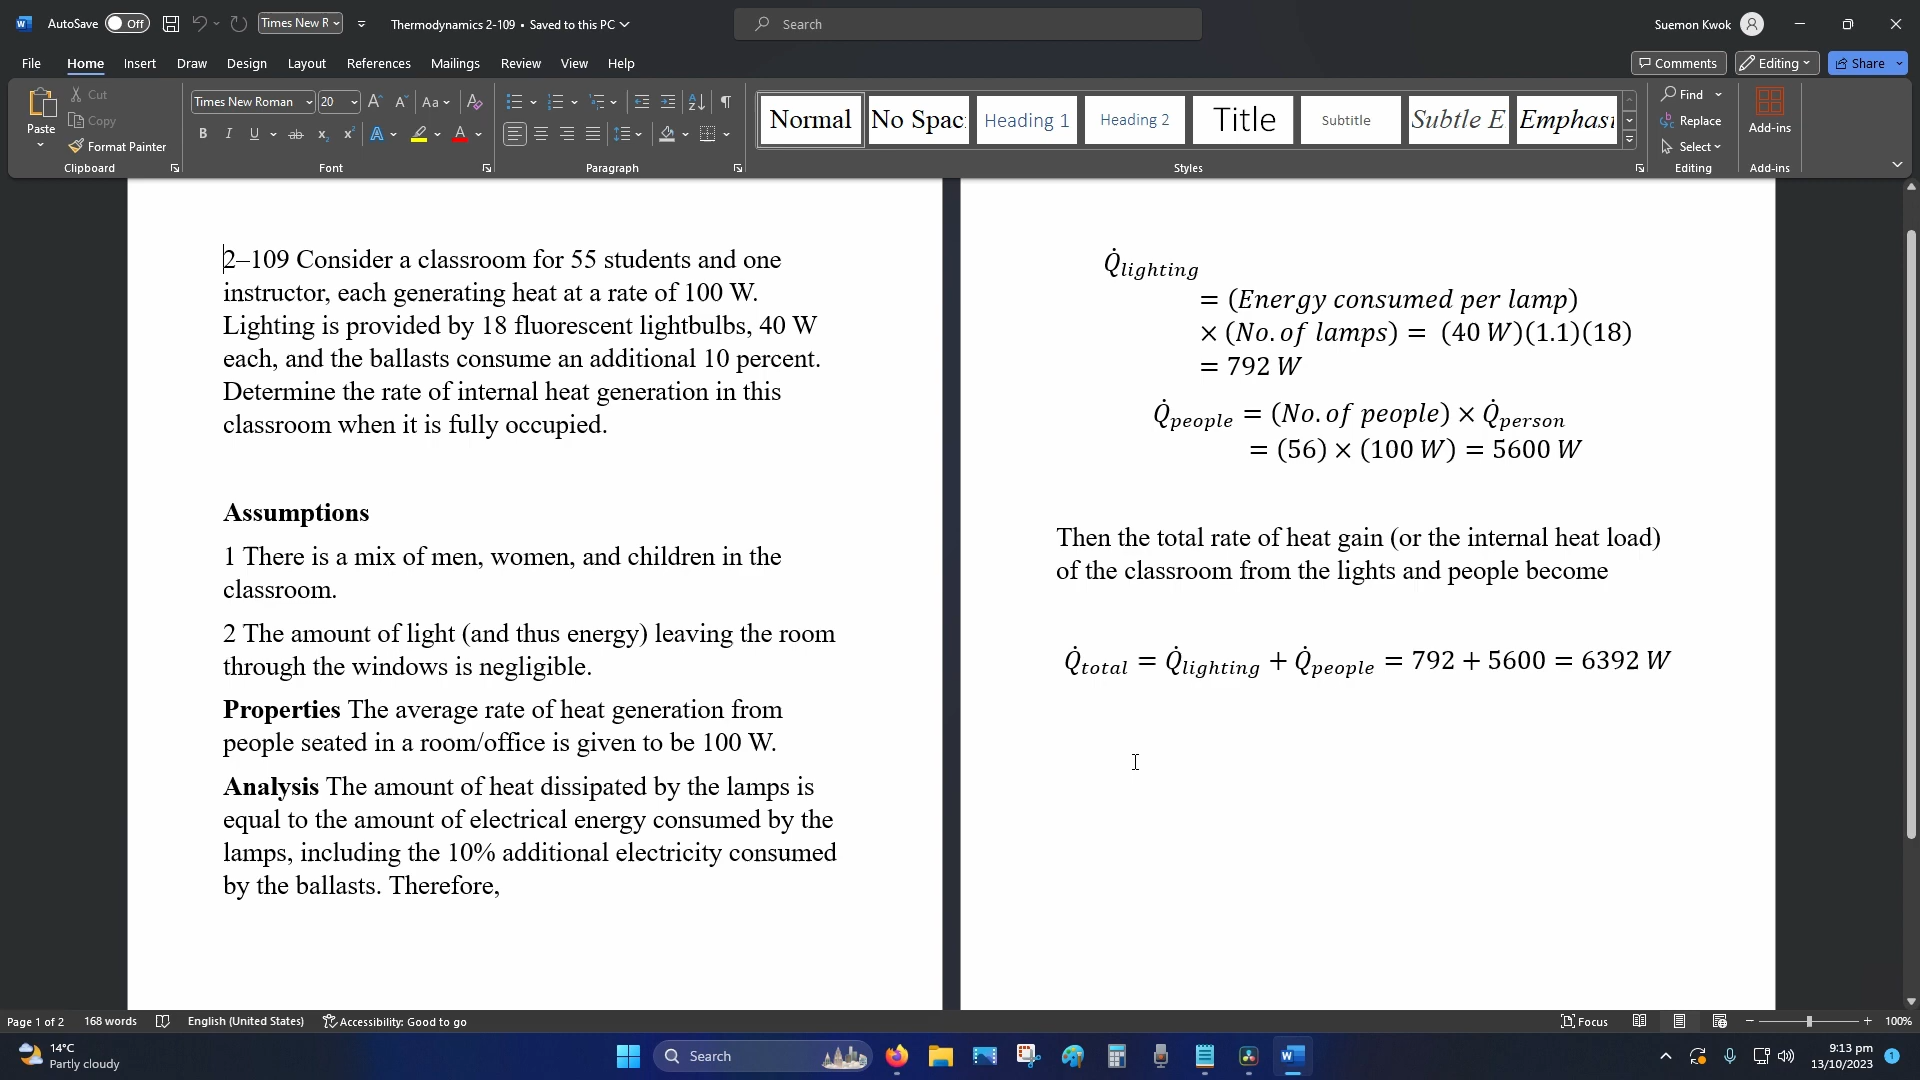 AutoSave Off Times New R Thermodynamics 2-109 • Saved to this PC Search Suemon Kwok
File Home Insert Draw Design Layout References Mailings Review View Help Comments Editing Share
Paste Cut Copy Format Painter
Clipboard
Times New Roman 20
Font
Paragraph
Normal No Spac Heading 1 Heading 2 Title Subtitle Subtle E Emphasi
Styles
Find
Replace
Select
Editing
Add-ins
Add-ins
2–109 Consider a classroom for 55 students and one
instructor, each generating heat at a rate of 100 W.
Lighting is provided by 18 fluorescent lightbulbs, 40 W
each, and the ballasts consume an additional 10 percent.
Determine the rate of internal heat generation in this
classroom when it is fully occupied.
Assumptions
1 There is a mix of men, women, and children in the
classroom.
2 The amount of light (and thus energy) leaving the room
through the windows is negligible.
Properties The average rate of heat generation from
people seated in a room/office is given to be 100 W.
Analysis The amount of heat dissipated by the lamps is
equal to the amount of electrical energy consumed by the
lamps, including the 10% additional electricity consumed
by the ballasts. Therefore,
Q̇lighting
= (Energy consumed per lamp)
× (No. of lamps) = (40 W)(1.1)(18)
= 792 W
Q̇people = (No. of people) × Q̇person
= (56) × (100 W) = 5600 W
Then the total rate of heat gain (or the internal heat load)
of the classroom from the lights and people become
Q̇total = Q̇lighting + Q̇people = 792 + 5600 = 6392 W
Page 1 of 2 168 words English (United States) Accessibility: Good to go Focus 100%
14°C
Partly cloudy
Search
9:13 pm
13/10/2023
1